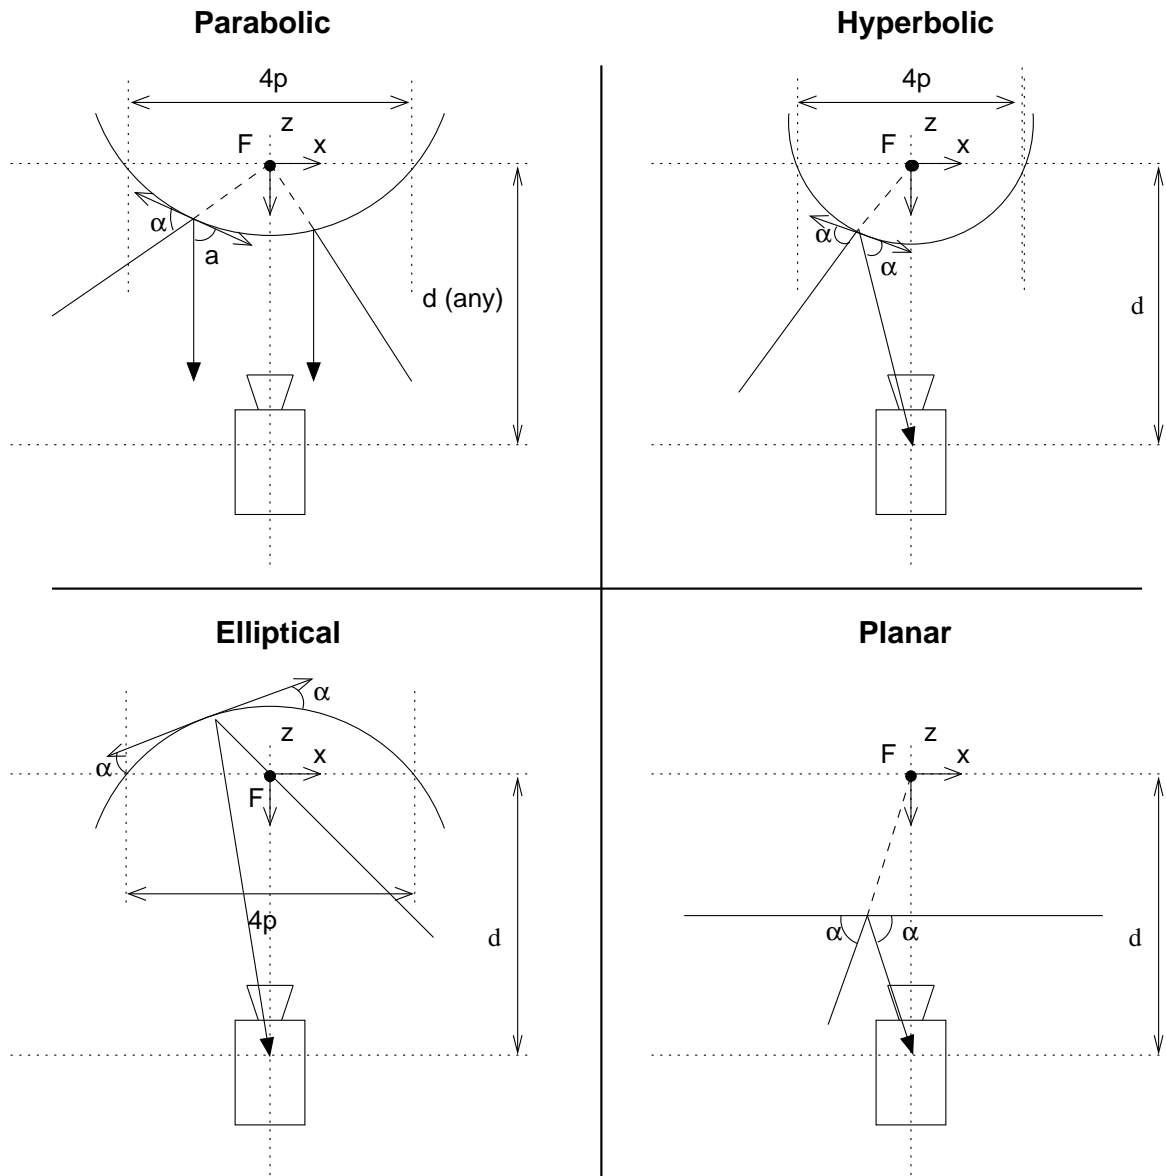 Parabolic
4p
z
F
x
α
a
d (any)
Hyperbolic
4p
z
F
x
α
α
d
Elliptical
α
z
x
α
F
4p
d
Planar
z
F
x
α
α
d